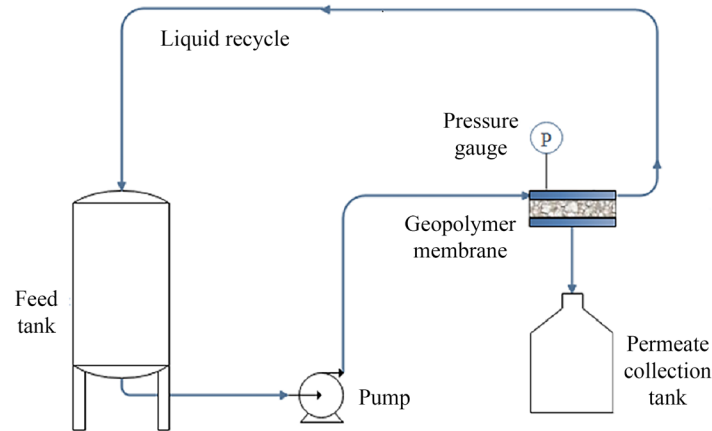 Liquid recycle
Pressure
gauge
P
Geopolymer
membrane
Feed
tank
Pump
Permeate
collection
tank